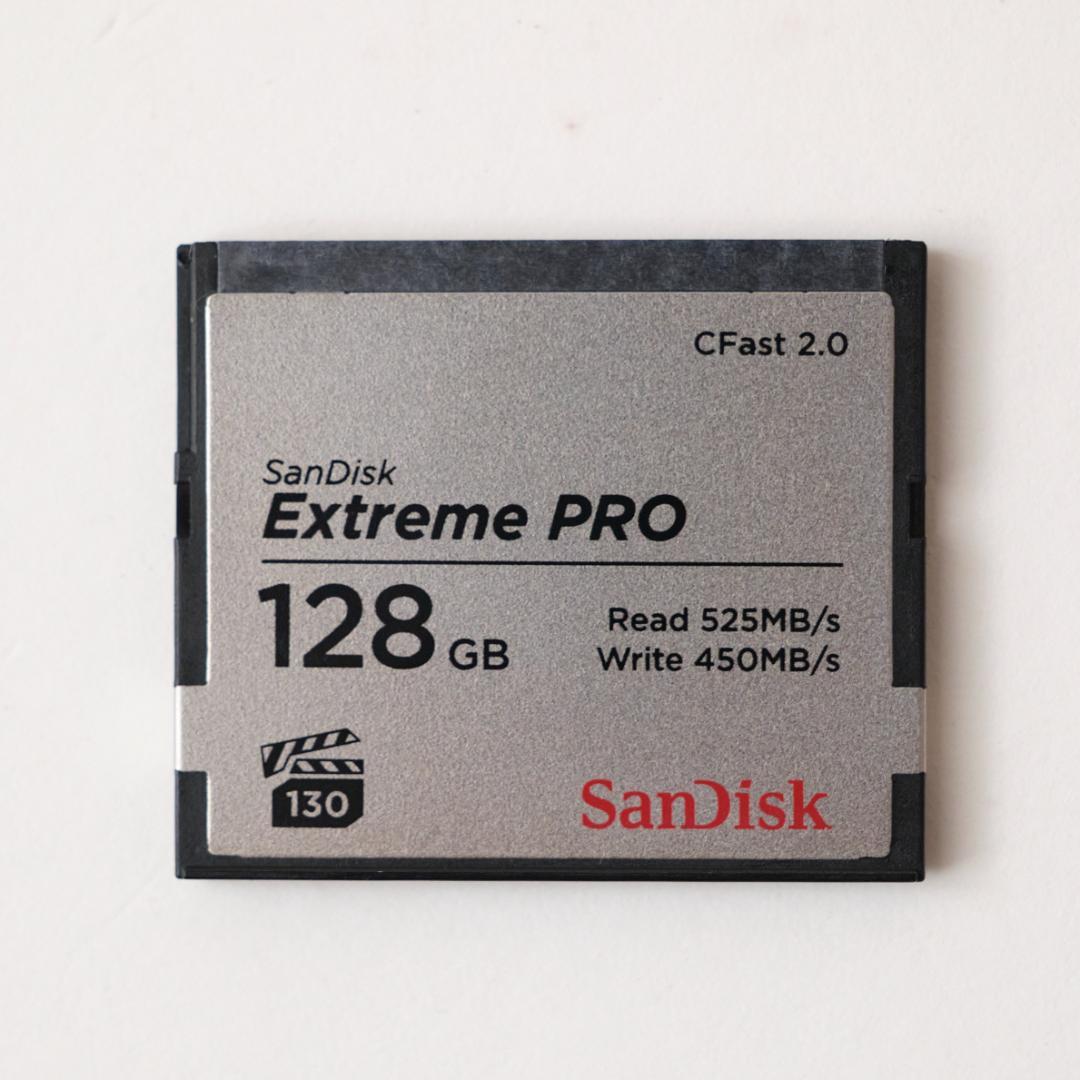 CFast 2.0
SanDisk
Extreme PRO
128 GB
Read 525MB/s
Write 450MB/s
130
SanDisk